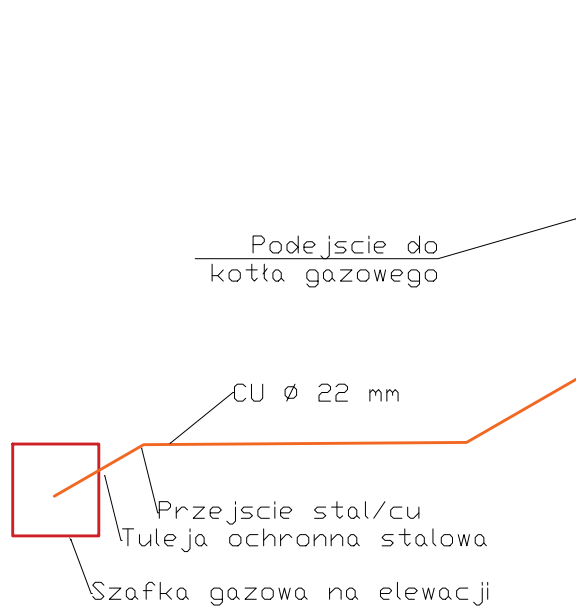 Podejscie do
kotła gazowego
CU Ø 22 mm
Przejscie stal/cu
Tuleja ochronna stalowa
Szafka gazowa na elewacji